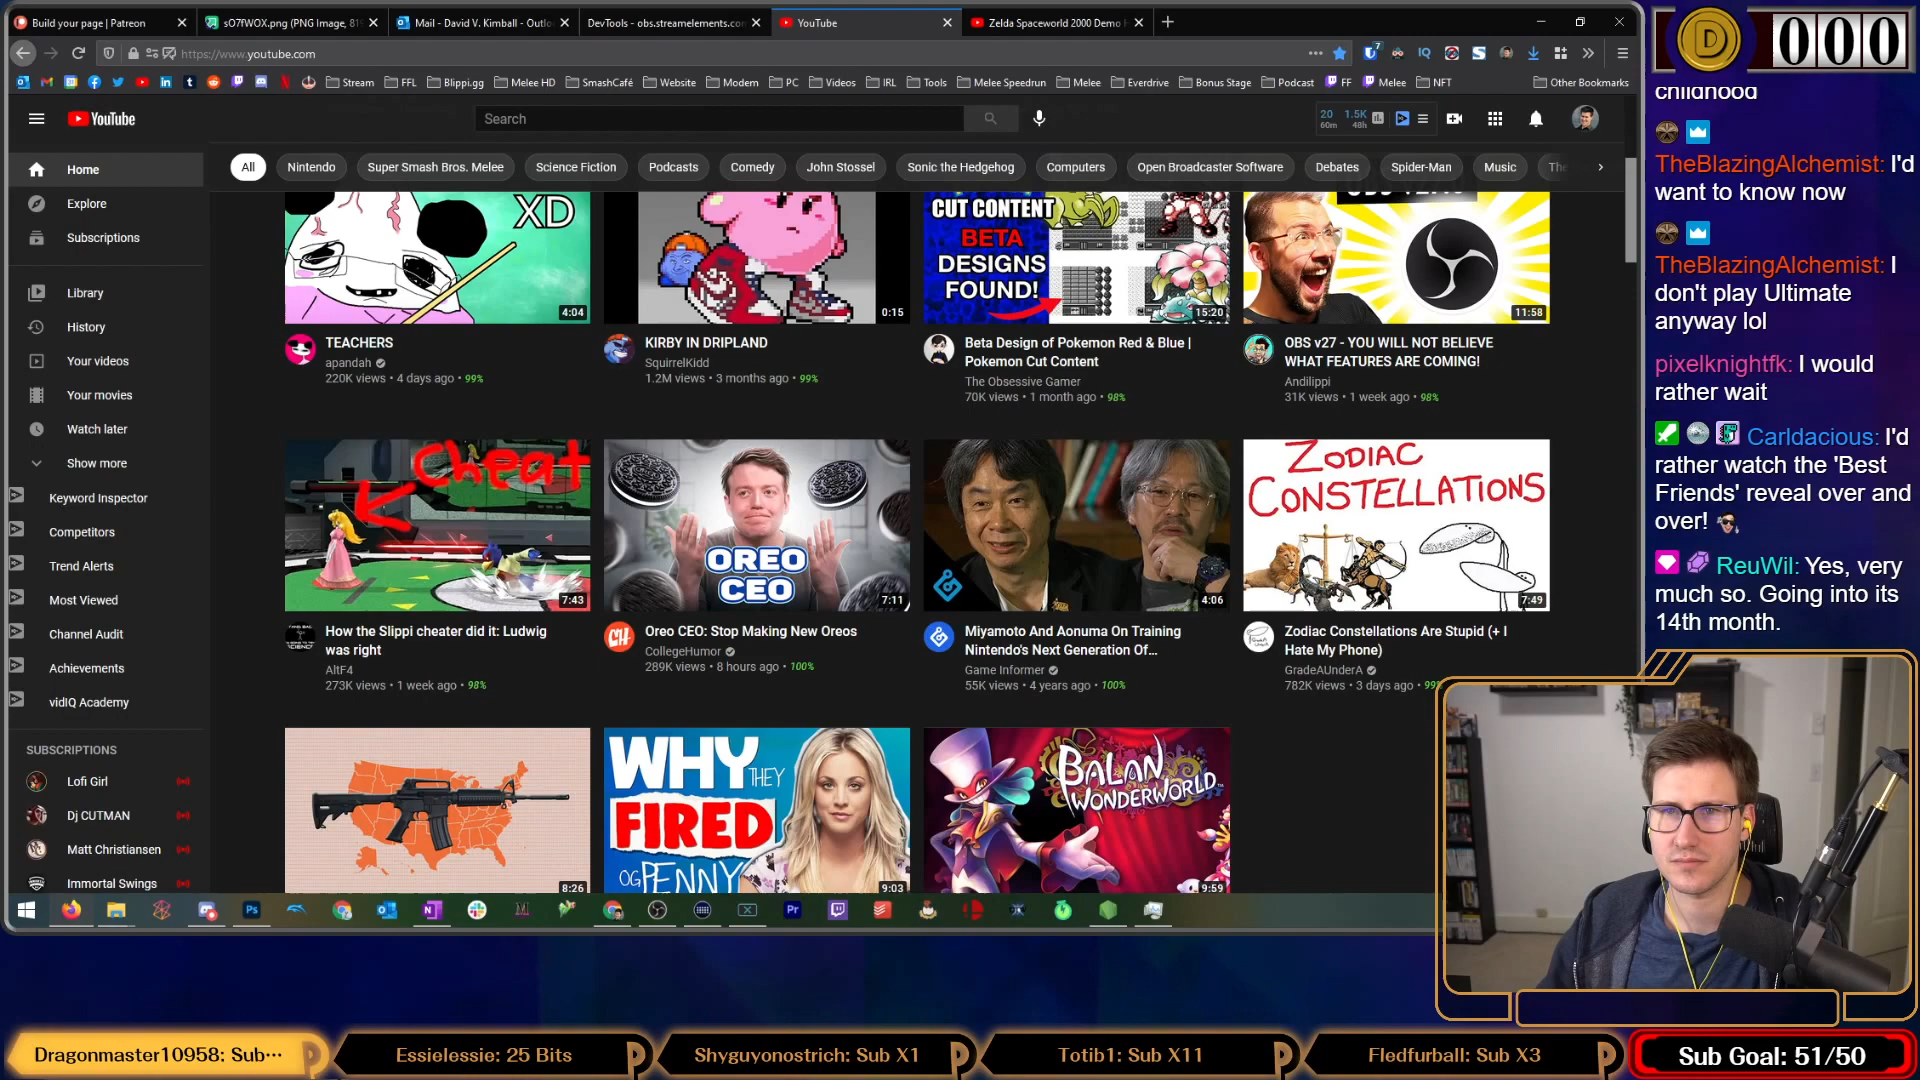 Build your page | Patreon
sO7fWOX.png (PNG Image, 81
Mail - David V. Kimball - Outlo
DevTools - obs.streamelements.co
YouTube
Zelda Spaceworld 2000 Demo
https://www.youtube.com
7
IQ
S
Stream
FFL
Blippi.gg
Melee HD
SmashCafé
Website
Modem
PC
Videos
IRL
Tools
Melee Speedrun
Melee
Everdrive
Bonus Stage
Podcast
FF
Melee
NFT
Other Bookmarks
YouTube
Search
20
60m
1.5K
48h
All
Nintendo
Super Smash Bros. Melee
Science Fiction
Podcasts
Comedy
John Stossel
Sonic the Hedgehog
Computers
Open Broadcaster Software
Debates
Spider-Man
Music
The
Home
Explore
Subscriptions
Library
History
Your videos
Your movies
Watch later
Show more
Keyword Inspector
Competitors
Trend Alerts
Most Viewed
Channel Audit
Achievements
vidIQ Academy
SUBSCRIPTIONS
Lofi Girl
Dj CUTMAN
Matt Christiansen
Immortal Swings
XD
4:04
TEACHERS
apandah
220K views • 4 days ago • 99%
0:15
KIRBY IN DRIPLAND
SquirrelKidd
1.2M views • 3 months ago • 99%
CUT CONTENT
BETA
DESIGNS
FOUND!
15:20
Beta Design of Pokemon Red & Blue |
Pokemon Cut Content
The Obsessive Gamer
70K views • 1 month ago • 98%
11:58
OBS v27 - YOU WILL NOT BELIEVE
WHAT FEATURES ARE COMING!
Andilippi
31K views • 1 week ago • 98%
Cheat
7:43
How the Slippi cheater did it: Ludwig
was right
AltF4
273K views • 1 week ago • 98%
OREO
CEO
7:11
CH
Oreo CEO: Stop Making New Oreos
CollegeHumor
289K views • 8 hours ago • 100%
4:06
Miyamoto And Aonuma On Training
Nintendo's Next Generation Of...
Game Informer
55K views • 4 years ago • 100%
ZODIAC
CONSTELLATIONS
7:49
Zodiac Constellations Are Stupid (+ I
Hate My Phone)
GradeAUnderA
782K views • 3 days ago • 99
8:26
WHY THEY
FIRED
OG PENNY
9:03
BALAN
WONDERWORLD
9:59
Ps
Pr
D
000
childhood
TheBlazingAlchemist: I'd
want to know now
TheBlazingAlchemist: I
don't play Ultimate
anyway lol
pixelknightfk: I would
rather wait
Carldacious: I'd
rather watch the 'Best
Friends' reveal over and
over!
ReuWil: Yes, very
much so. Going into its
14th month.
Dragonmaster10958: Sub...
Essielessie: 25 Bits
Shyguyonostrich: Sub X1
Totib1: Sub X11
Fledfurball: Sub X3
Sub Goal: 51/50